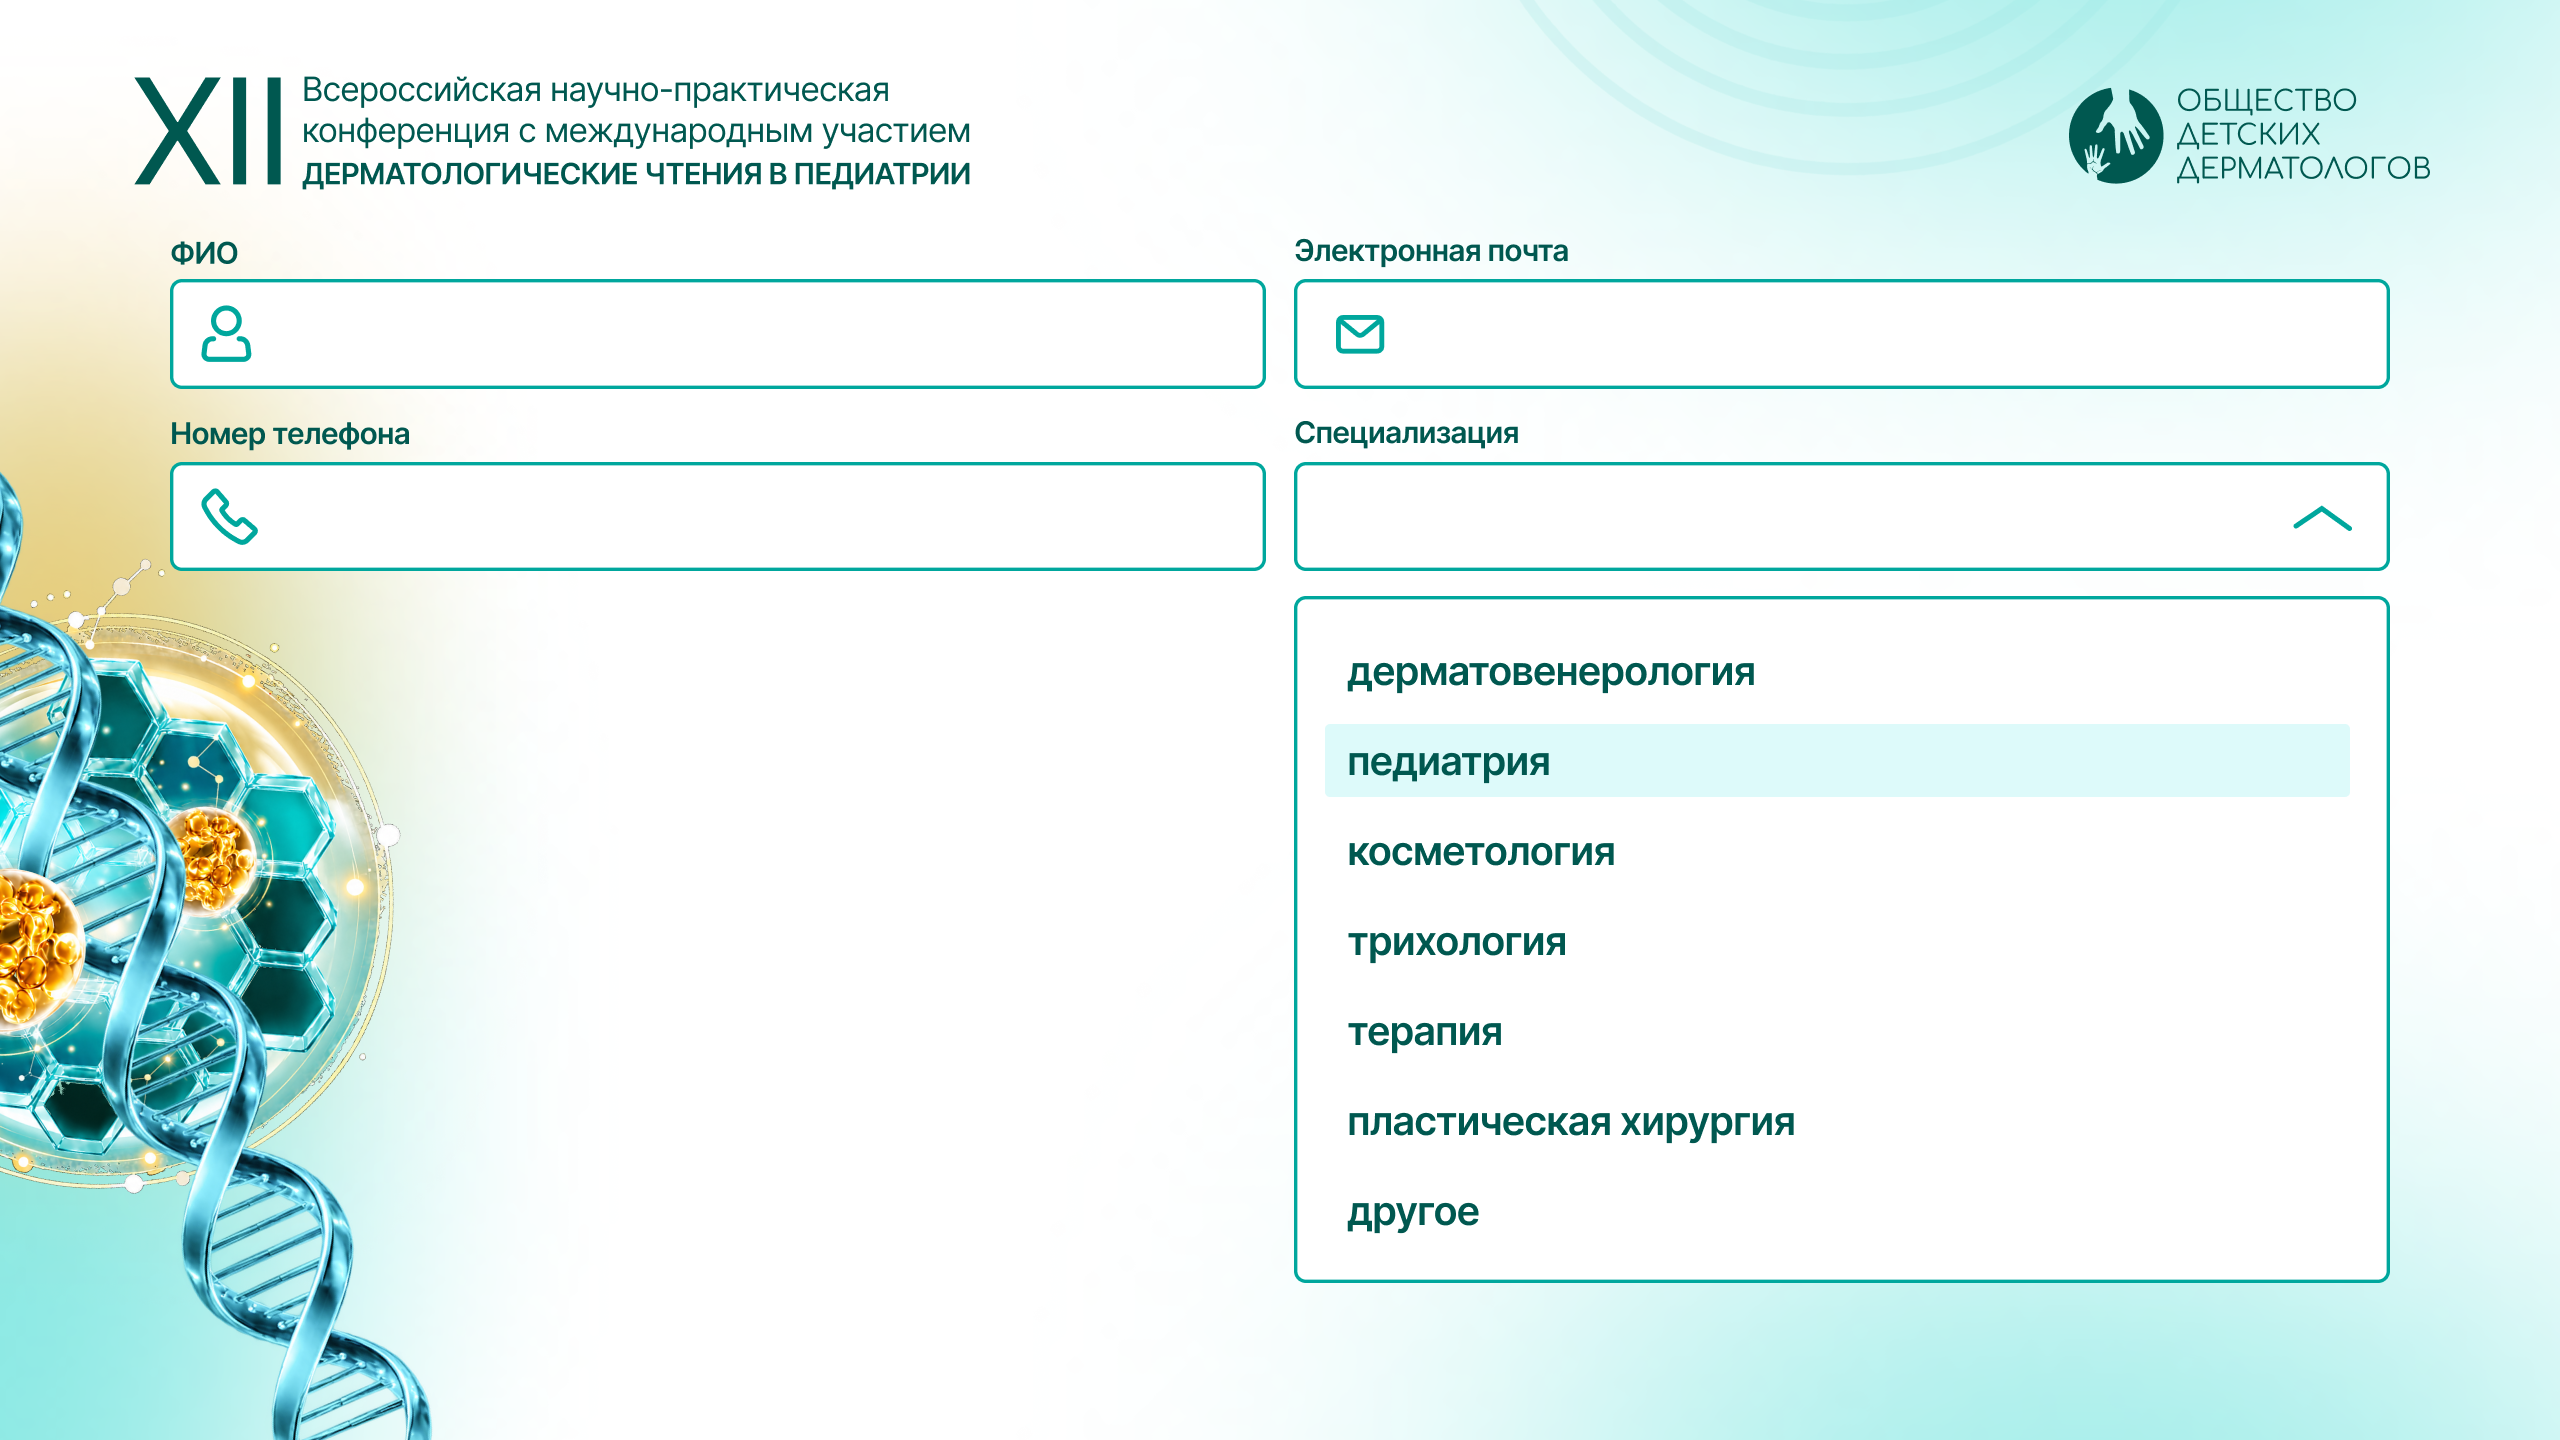 XII
Всероссийская научно-практическая
конференция с международным участием
ДЕРМАТОЛОГИЧЕСКИЕ ЧТЕНИЯ В ПЕДИАТРИИ
ОБЩЕСТВО
ДЕТСКИХ
ДЕРМАТОЛОГОВ
ФИО
Электронная почта
Номер телефона
Специализация
дерматовенерология
педиатрия
косметология
трихология
терапия
пластическая хирургия
другое